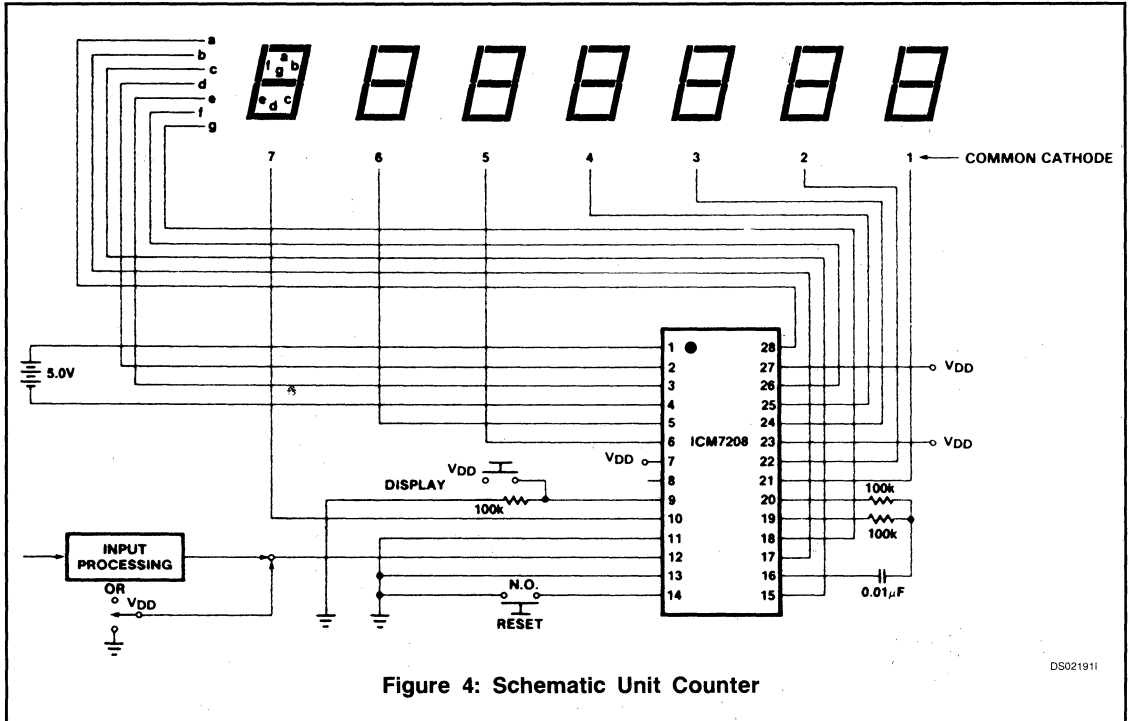 a
b
c
d
e
f
g
a
f b
g
e c
d
7 6 5 4 3 2 1 COMMON CATHODE
5.0V
1 28
2 27 VDD
3 26
4 25
5 24
6 ICM7208 23 VDD
VDD 7 22
8 21
DISPLAY VDD
100k
9 20 100k
10 19 100k
11 18
12 17
13 16 0.01μF
14 15
N.O.
RESET
INPUT
PROCESSING
OR
VDD
DS02191I
Figure 4: Schematic Unit Counter